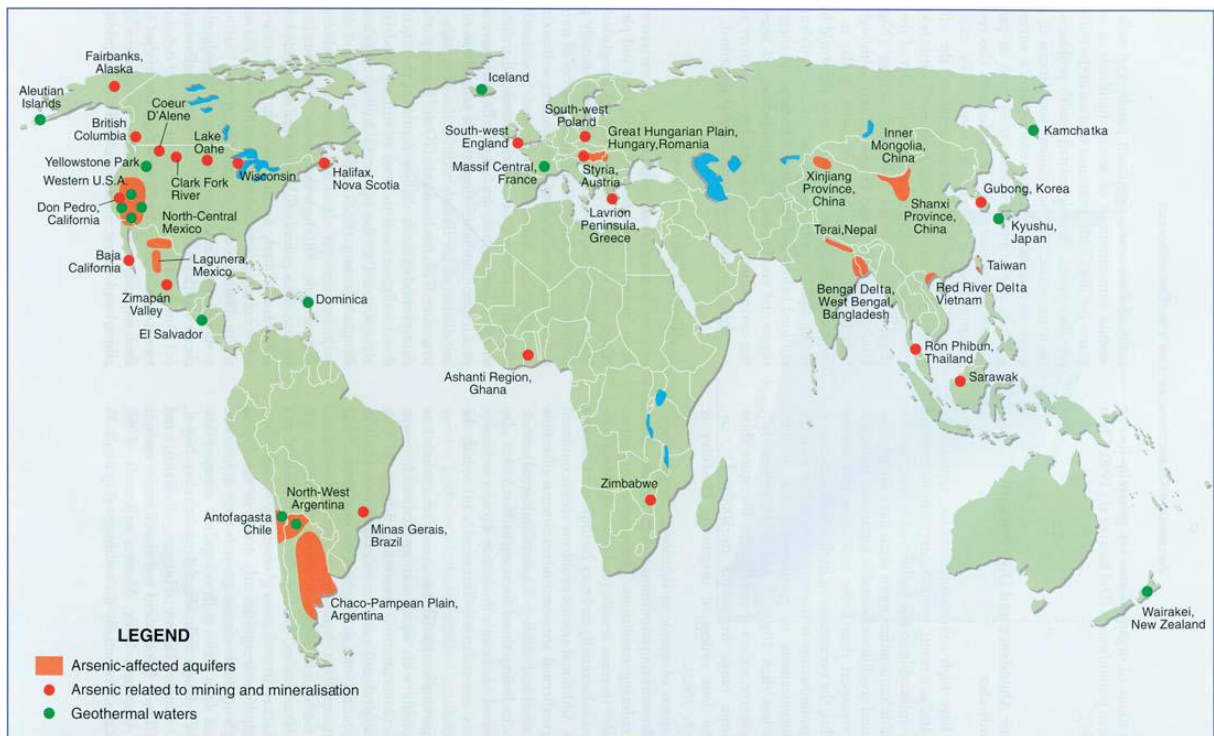 Fairbanks,
Alaska
Aleutian
Islands
Coeur
D'Alene
British
Columbia
Lake
Oahe
Yellowstone Park
Western U.S.A.
Clark Fork
River
Wisconsin
Halifax,
Nova Scotia
Don Pedro,
California
North-Central
Mexico
Baja
California
Lagunera,
Mexico
Zimapán
Valley
El Salvador
Dominica
Iceland
South-west
Poland
South-west
England
Great Hungarian Plain,
Hungary,Romania
Massif Central,
France
Styria,
Austria
Lavrion
Peninsula,
Greece
Inner
Mongolia,
China
Kamchatka
Xinjiang
Province,
China
Gubong, Korea
Shanxi
Province,
China
Kyushu,
Japan
Terai,Nepal
Taiwan
Bengal Delta,
West Bengal,
Bangladesh
Red River Delta
Vietnam
Ron Phibun,
Thailand
Sarawak
Ashanti Region,
Ghana
Zimbabwe
North-West
Argentina
Antofagasta
Chile
Minas Gerais,
Brazil
Chaco-Pampean Plain,
Argentina
Wairakei,
New Zealand
LEGEND
Arsenic-affected aquifers
Arsenic related to mining and mineralisation
Geothermal waters